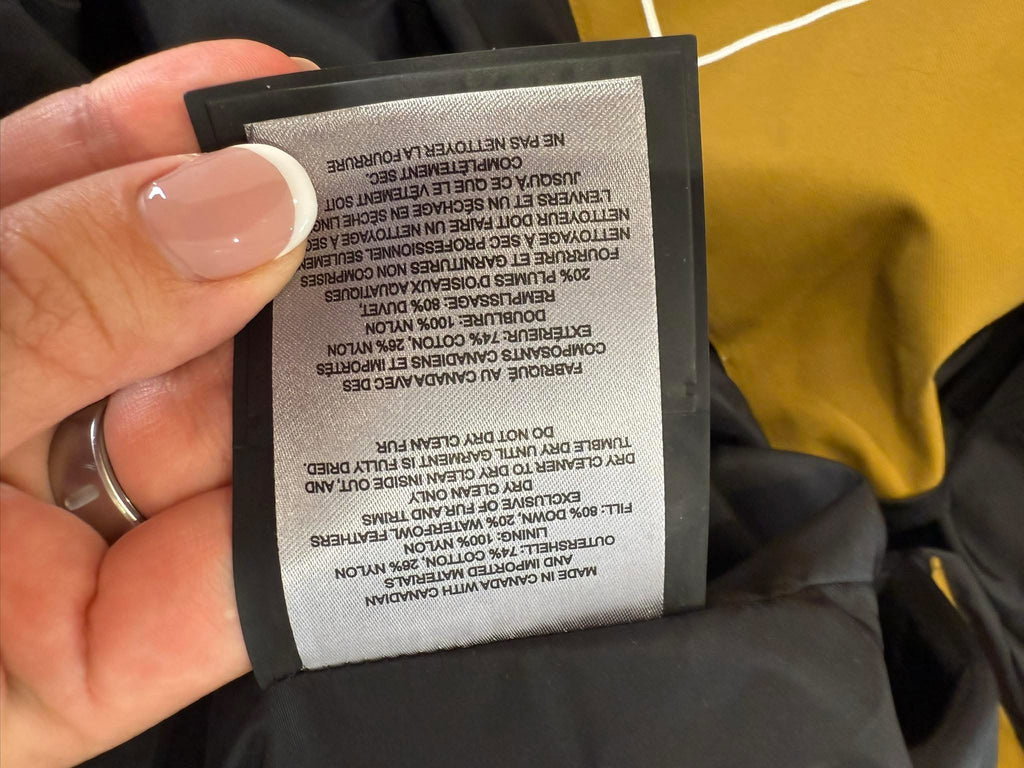 MADE IN CANADA WITH CANADIAN
AND IMPORTED MATERIALS
OUTERSHELL: 74% COTTON, 26% NYLON
LINING: 100% NYLON
FILL: 80% DOWN, 20% WATERFOWL FEATHERS
EXCLUSIVE OF FUR AND TRIMS
DRY CLEAN ONLY
DRY CLEANER TO DRY CLEAN INSIDE OUT, AND
TUMBLE DRY UNTIL GARMENT IS FULLY DRIED.
DO NOT DRY CLEAN FUR
FABRIQUÉ AU CANADA AVEC DES
COMPOSANTS CANADIENS ET IMPORTÉS
EXTÉRIEUR: 74% COTON, 26% NYLON
DOUBLURE: 100% NYLON
REMPLISSAGE: 80% DUVET,
20% PLUMES D'OISEAUX AQUATIQUES
FOURRURE ET GARNITURES NON COMPRISES
NETTOYAGE À SEC PROFESSIONNEL SEULEMEN
NETTOYEUR DOIT FAIRE UN NETTOYAGE À SEC
L'ENVERS ET UN SÉCHAGE EN SÈCHE LING
JUSQU'À CE QUE LE VÊTEMENT SOIT
COMPLÈTEMENT SEC.
NE PAS NETTOYER LA FOURRURE